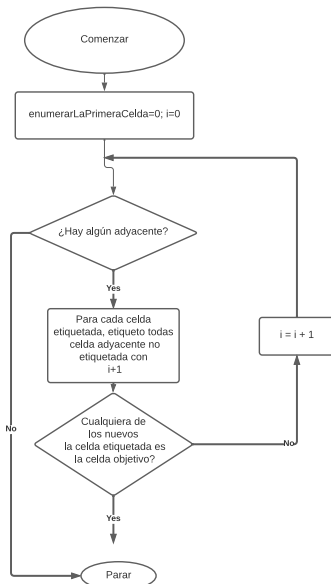 Comenzar
enumerarLaPrimeraCelda=0; i=0
¿Hay algún adyacente?
Yes
Para cada celda
etiquetada, etiqueto todas
celda adyacente no
etiquetada con
i+1
i = i + 1
Cualquiera de
los nuevos
la celda etiquetada es
la celda objetivo?
No
No
Yes
Parar